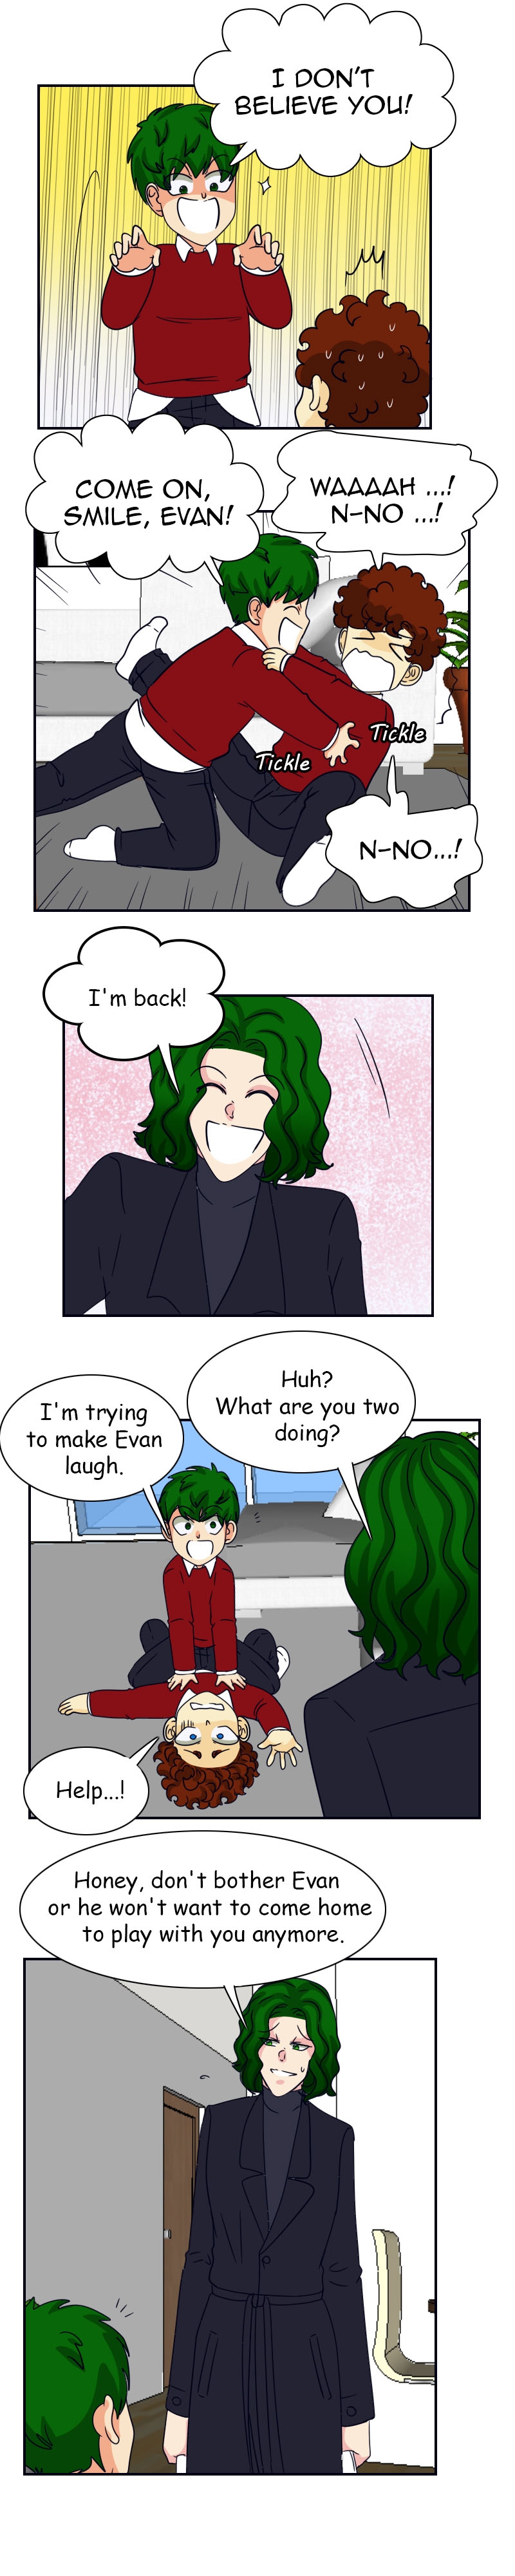 I DON'T
BELIEVE YOU!
COME ON,
SMILE, EVAN!
WAAAAH ...!
N-NO ...!
Tickle
Tickle
N-NO...!
I'm back!
Huh?
What are you two
doing?
I'm trying
to make Evan
laugh.
Help...!
Honey, don't bother Evan
or he won't want to come home
to play with you anymore.